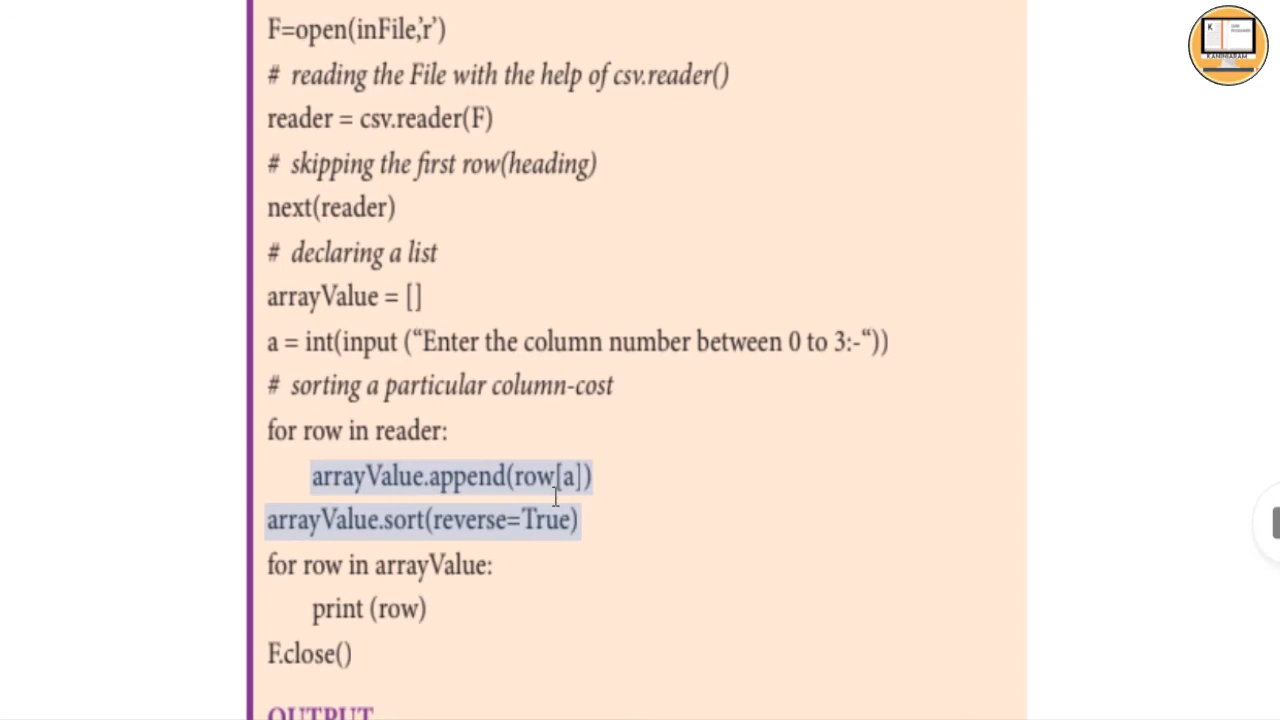 F=open(inFile,’r’)
# reading the File with the help of csv.reader()
reader = csv.reader(F)
# skipping the first row(heading)
next(reader)
# declaring a list
arrayValue = []
a = int(input (“Enter the column number between 0 to 3:-“))
# sorting a particular column-cost
for row in reader:
arrayValue.append(row[a])
arrayValue.sort(reverse=True)
for row in arrayValue:
print (row)
F.close()
OUTPUT